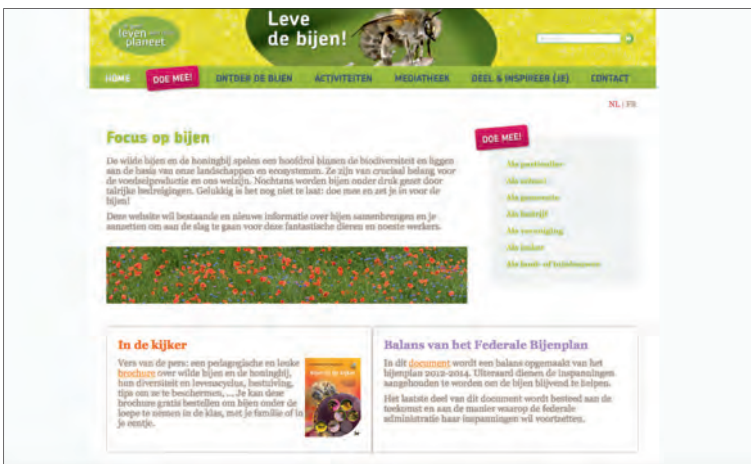 leven
planeet
Leve
de bijen!
HOME
DOE MEE!
ONTDEK DE BIJEN
ACTIVITEITEN
MEDIATHEEK
DEEL & INSPIREER (JE)
CONTACT
NL | FR
Focus op bijen
De wilde bijen en de honingbij spelen een hoofdrol binnen de biodiversiteit en liggen
aan de basis van onze landschappen en ecosystemen. Ze zijn van cruciaal belang voor
de voedselproductie en ons welzijn. Nochtans worden bijen onder druk gezet door
talrijke bedreigingen. Gelukkig is het nog niet te laat: doe mee en zet je in voor de
bijen!
Deze website wil bestaande en nieuwe informatie over bijen samenbrengen en je
aanzetten om aan de slag te gaan voor deze fantastische dieren en noeste werkers.
DOE MEE!
Als particulier
Als school
Als gemeente
Als bedrijf
Als vereniging
Als imker
Als land- of tuinbouwer
In de kijker
Vers van de pers: een pedagogische en leuke
brochure over wilde bijen en de honingbij,
hun diversiteit en levenscyclus, bestuiving,
tips om ze te beschermen, ... Je kan deze
brochure gratis bestellen om bijen onder de
loepe te nemen in de klas, met je familie of in
je eentje.
Balans van het Federale Bijenplan
In dit document wordt een balans opgemaakt van het
bijenplan 2012-2014. Uiteraard dienen de inspanningen
aangehouden te worden om de bijen blijvend te helpen.
Het laatste deel van dit document wordt besteed aan de
toekomst en aan de manier waarop de federale
administratie haar inspanningen wil voortzetten.